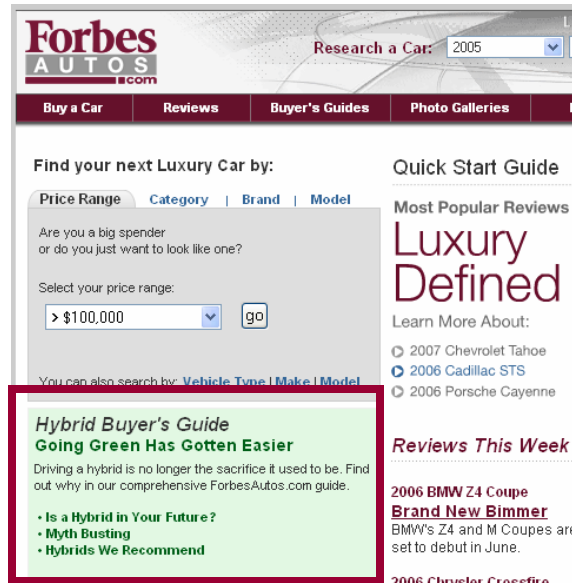 Forbes
AUTOS
.com
Research a Car: 2005
Buy a Car Reviews Buyer's Guides Photo Galleries
Find your next Luxury Car by:
Price Range Category | Brand | Model
Are you a big spender
or do you just want to look like one?
Select your price range:
> $100,000 go
You can also search by: Vehicle Type | Make | Model
Hybrid Buyer's Guide
Going Green Has Gotten Easier
Driving a hybrid is no longer the sacrifice it used to be. Find
out why in our comprehensive ForbesAutos.com guide.
• Is a Hybrid in Your Future?
• Myth Busting
• Hybrids We Recommend
Quick Start Guide
Most Popular Reviews
Luxury
Defined
Learn More About:
2007 Chevrolet Tahoe
2006 Cadillac STS
2006 Porsche Cayenne
Reviews This Week
2006 BMW Z4 Coupe
Brand New Bimmer
BMW's Z4 and M Coupes are
set to debut in June.
2006 Chrysler Crossfire